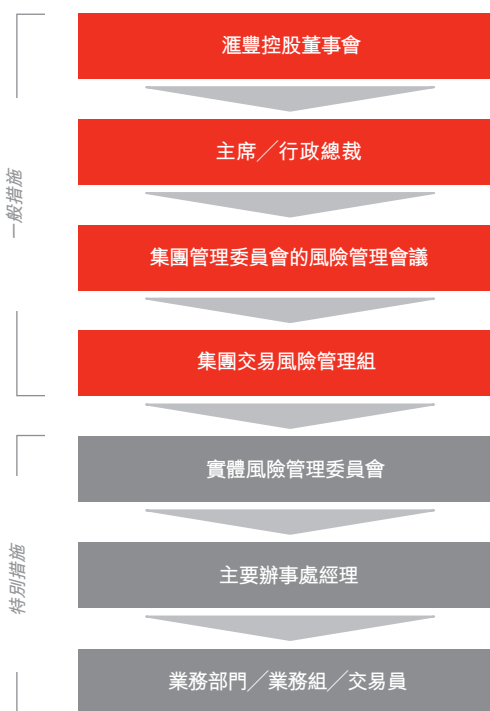 一般措施
滙豐控股董事會
主席／行政總裁
集團管理委員會的風險管理會議
集團交易風險管理組
特別措施
實體風險管理委員會
主要辦事處經理
業務部門／業務組／交易員